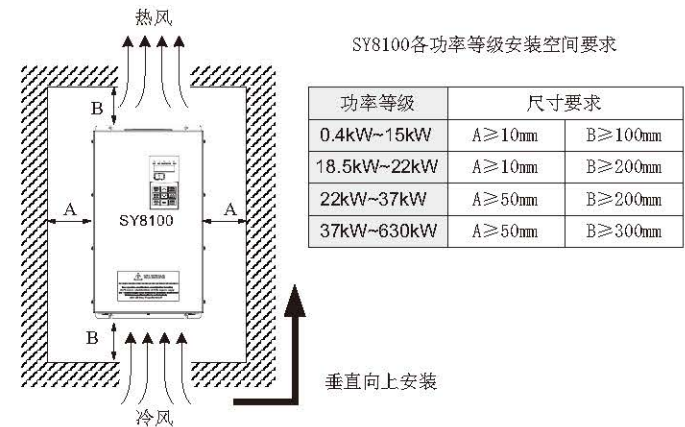 热风
SY8100各功率等级安装空间要求
功率等级 尺寸要求
0.4kW~15kW A≥10mm B≥100mm
18.5kW~22kW A≥10mm B≥200mm
22kW~37kW A≥50mm B≥200mm
37kW~630kW A≥50mm B≥300mm
B
A A
SY8100
B
垂直向上安装
冷风